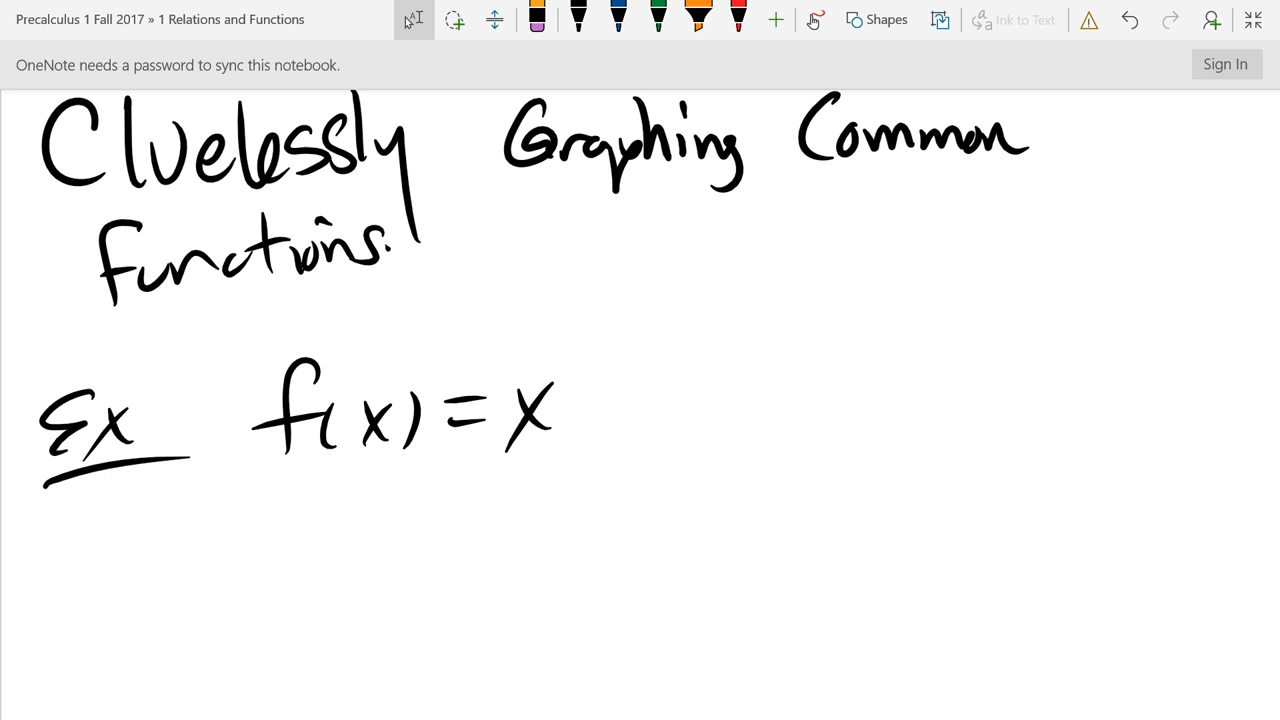 Precalculus 1 Fall 2017 » 1 Relations and Functions
Shapes
Ink to Text
OneNote needs a password to sync this notebook.
Sign In
Cluelessly Graphing Common
Functions.
Ex f(x) = x